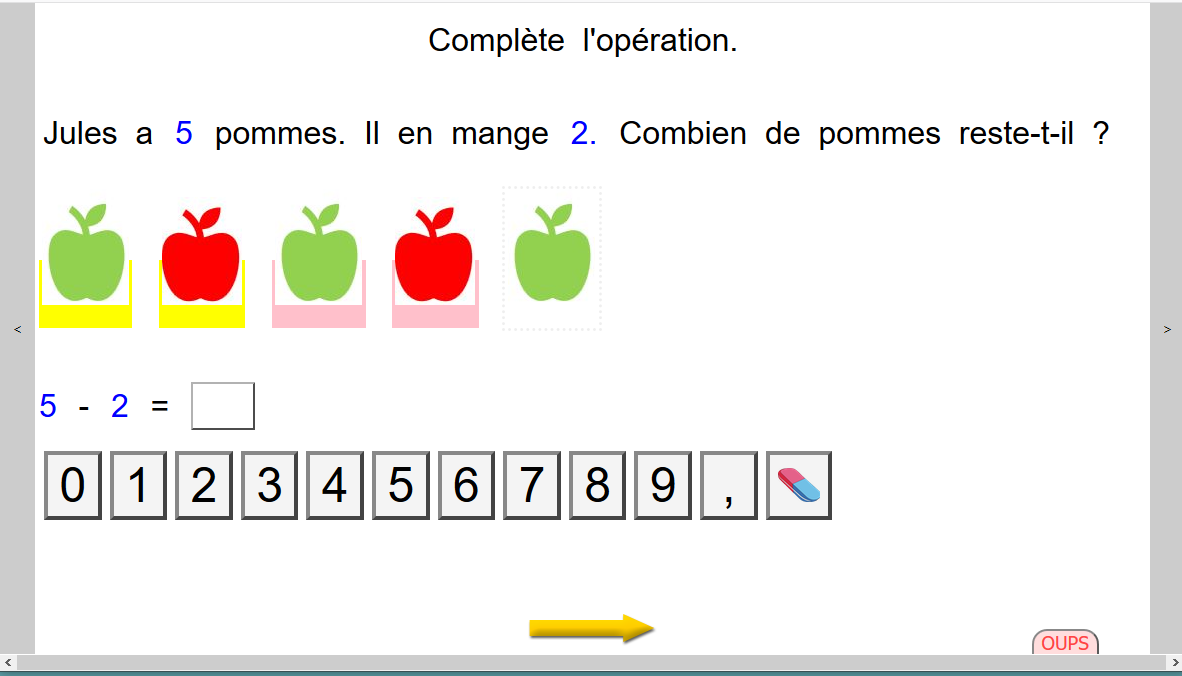 Complète l'opération.
Jules a 5 pommes. Il en mange 2. Combien de pommes reste-t-il ?
< >
5 - 2 =
0 1 2 3 4 5 6 7 8 9 ,
OUPS